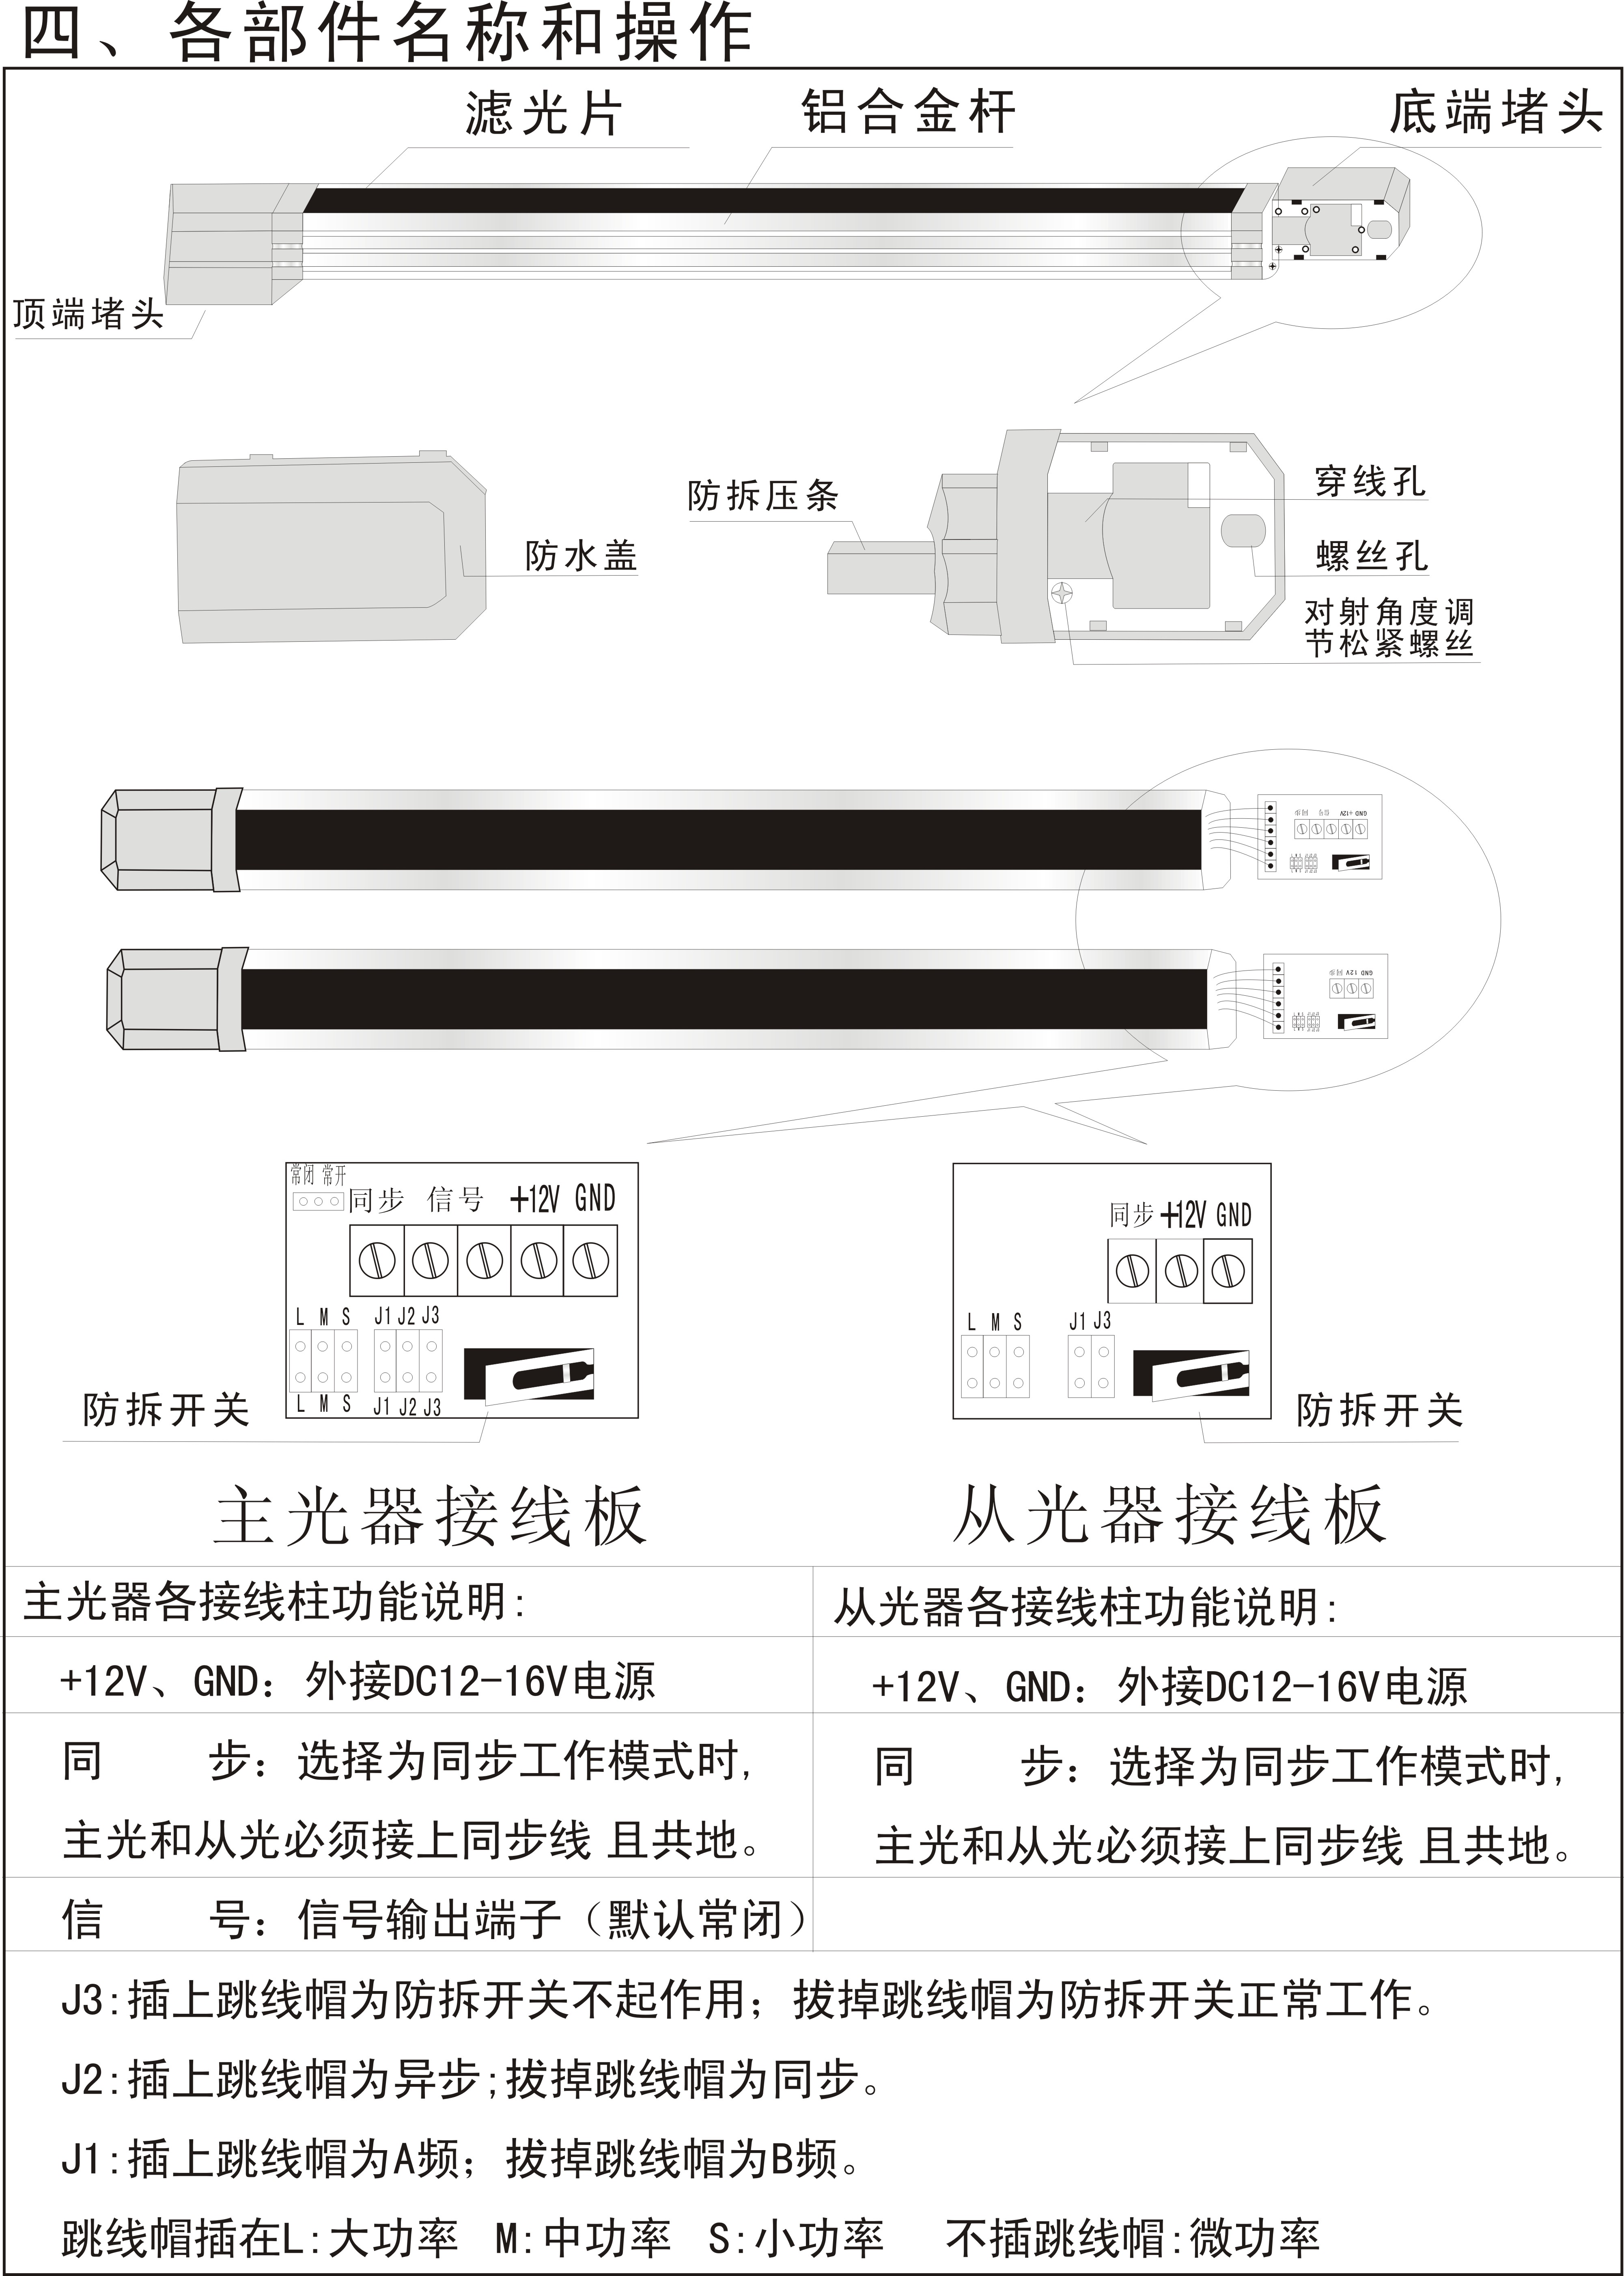 四、各部件名称和操作
滤光片
铝合金杆
底端堵头
顶端堵头
防拆压条
穿线孔
防水盖
螺丝孔
对射角度调
节松紧螺丝
同步 信号 +12V GND
同步 12V GND
常闭 常开
同步 信号 +12V GND
L M S J1 J2 J3
L M S J1 J2 J3
防拆开关
同步 +12V GND
L M S J1 J3
防拆开关
主光器接线板
从光器接线板
主光器各接线柱功能说明:
+12V、GND：外接DC12-16V电源
同 步：选择为同步工作模式时,
主光和从光必须接上同步线 且共地。
信 号：信号输出端子（默认常闭）
从光器各接线柱功能说明:
+12V、GND：外接DC12-16V电源
同 步：选择为同步工作模式时,
主光和从光必须接上同步线 且共地。
J3:插上跳线帽为防拆开关不起作用；拔掉跳线帽为防拆开关正常工作。
J2:插上跳线帽为异步;拔掉跳线帽为同步。
J1:插上跳线帽为A频；拔掉跳线帽为B频。
跳线帽插在L:大功率 M:中功率 S:小功率 不插跳线帽:微功率